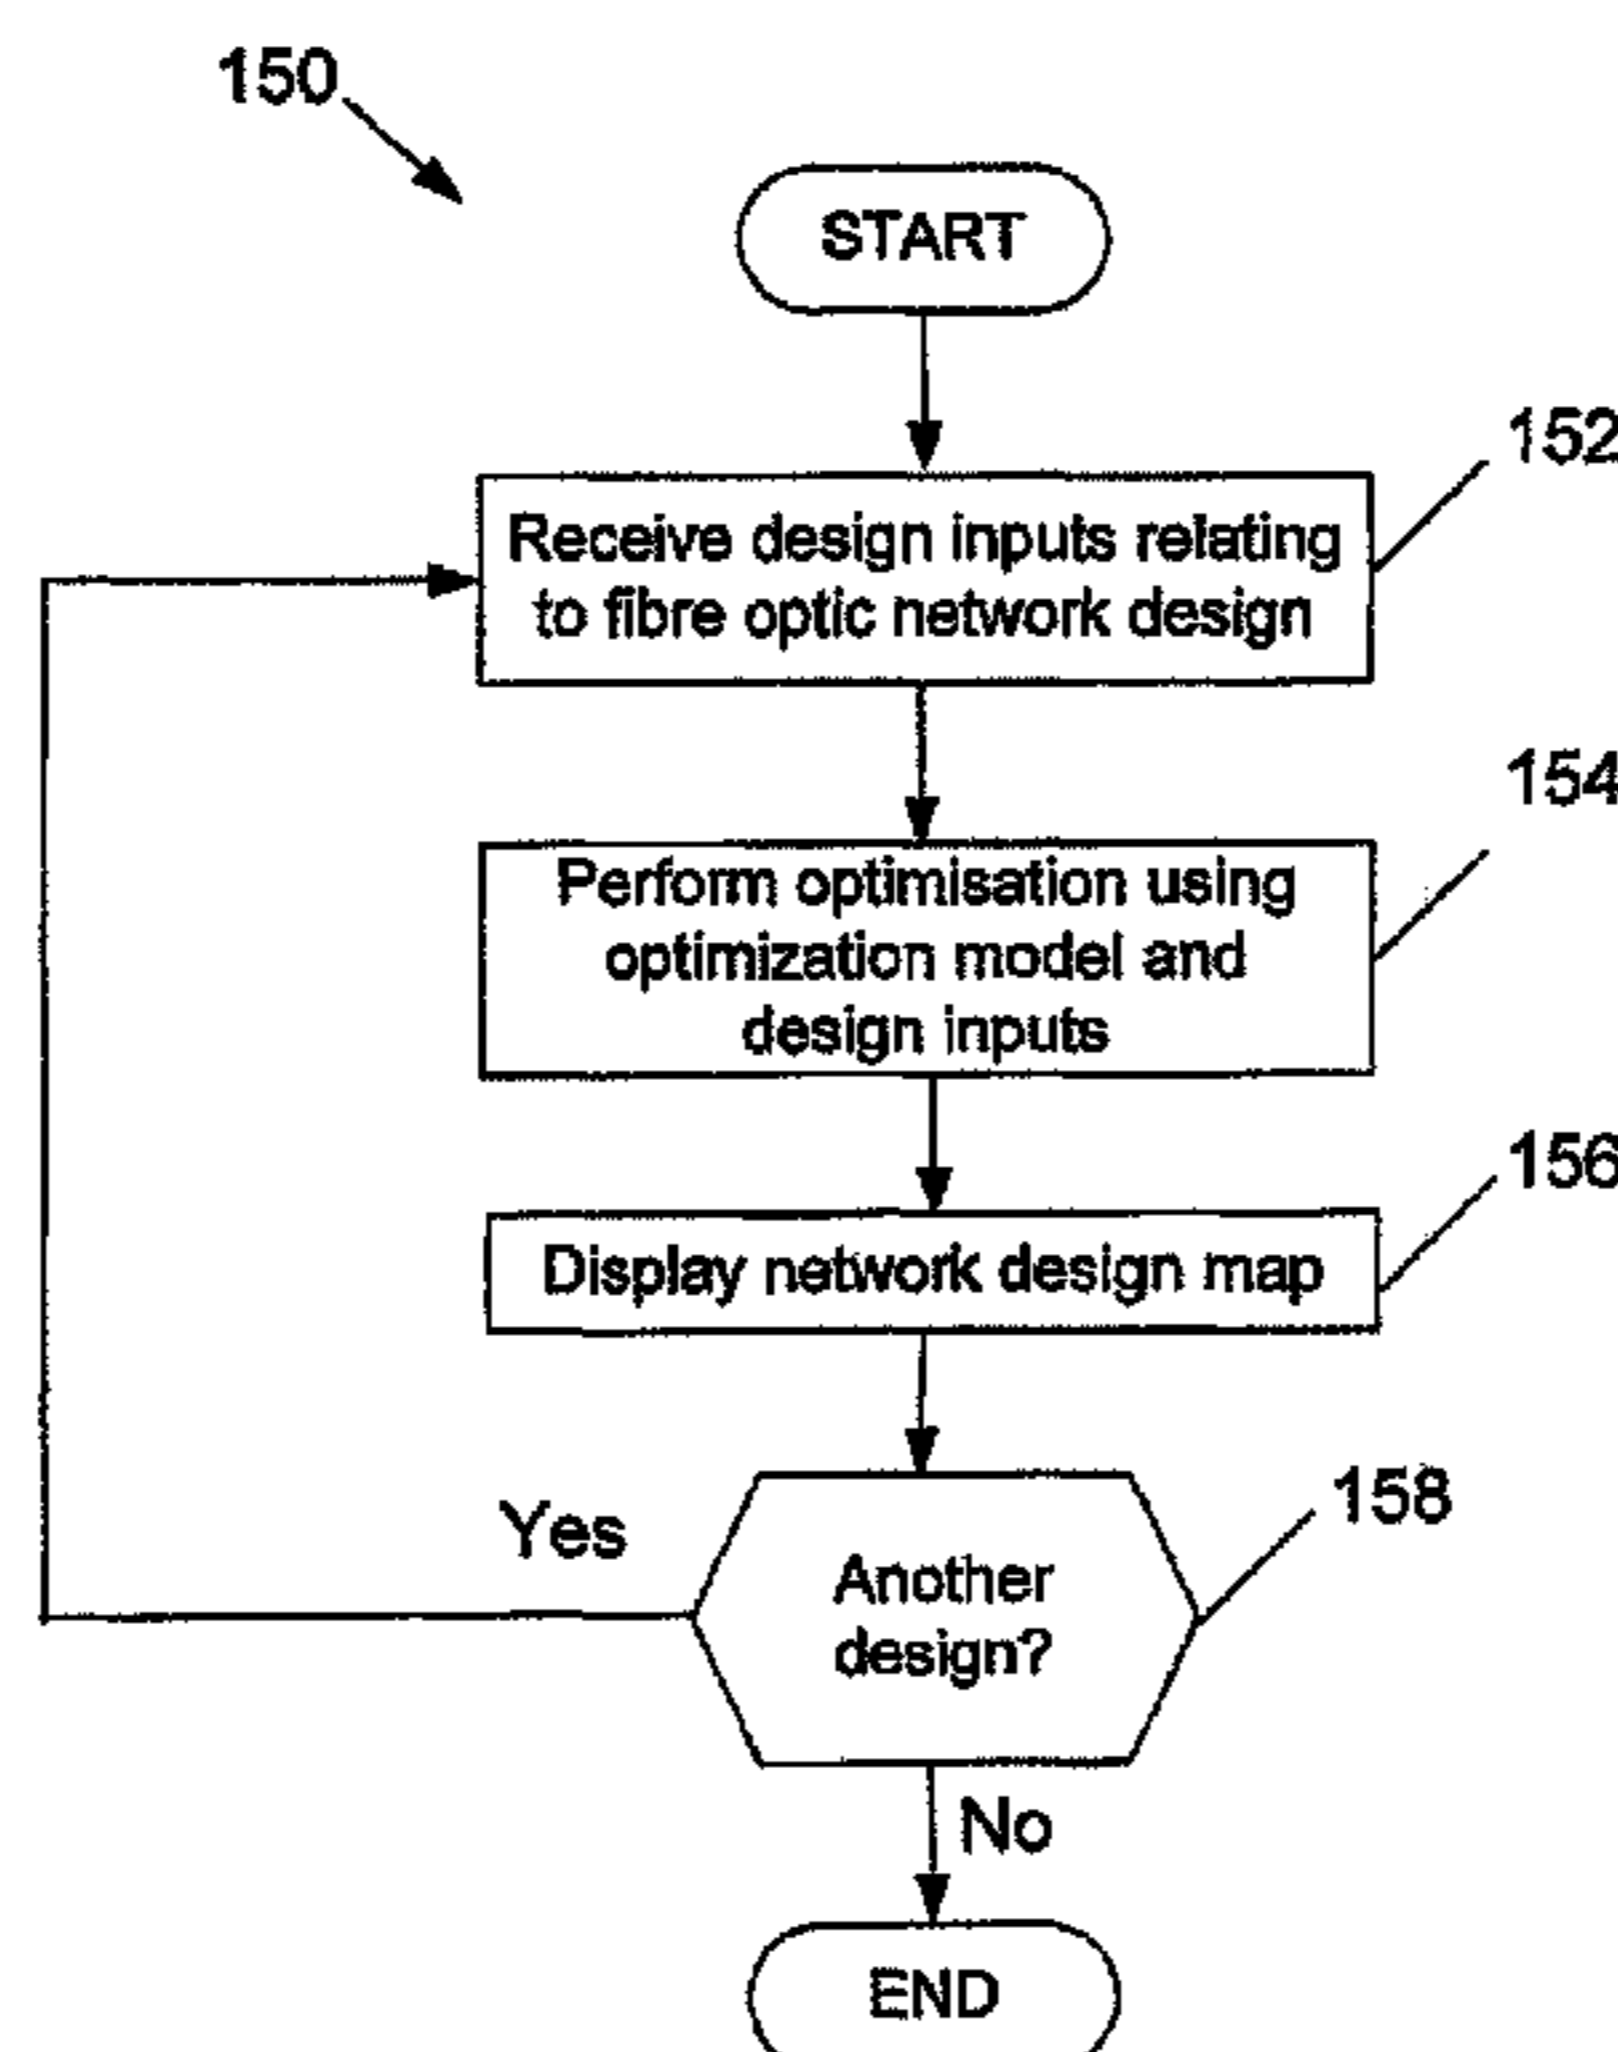 150
START
152
Receive design inputs relating
to fibre optic network design
154
Perform optimisation using
optimization model and
design inputs
156
Display network design map
158
Yes
Another
design?
No
END